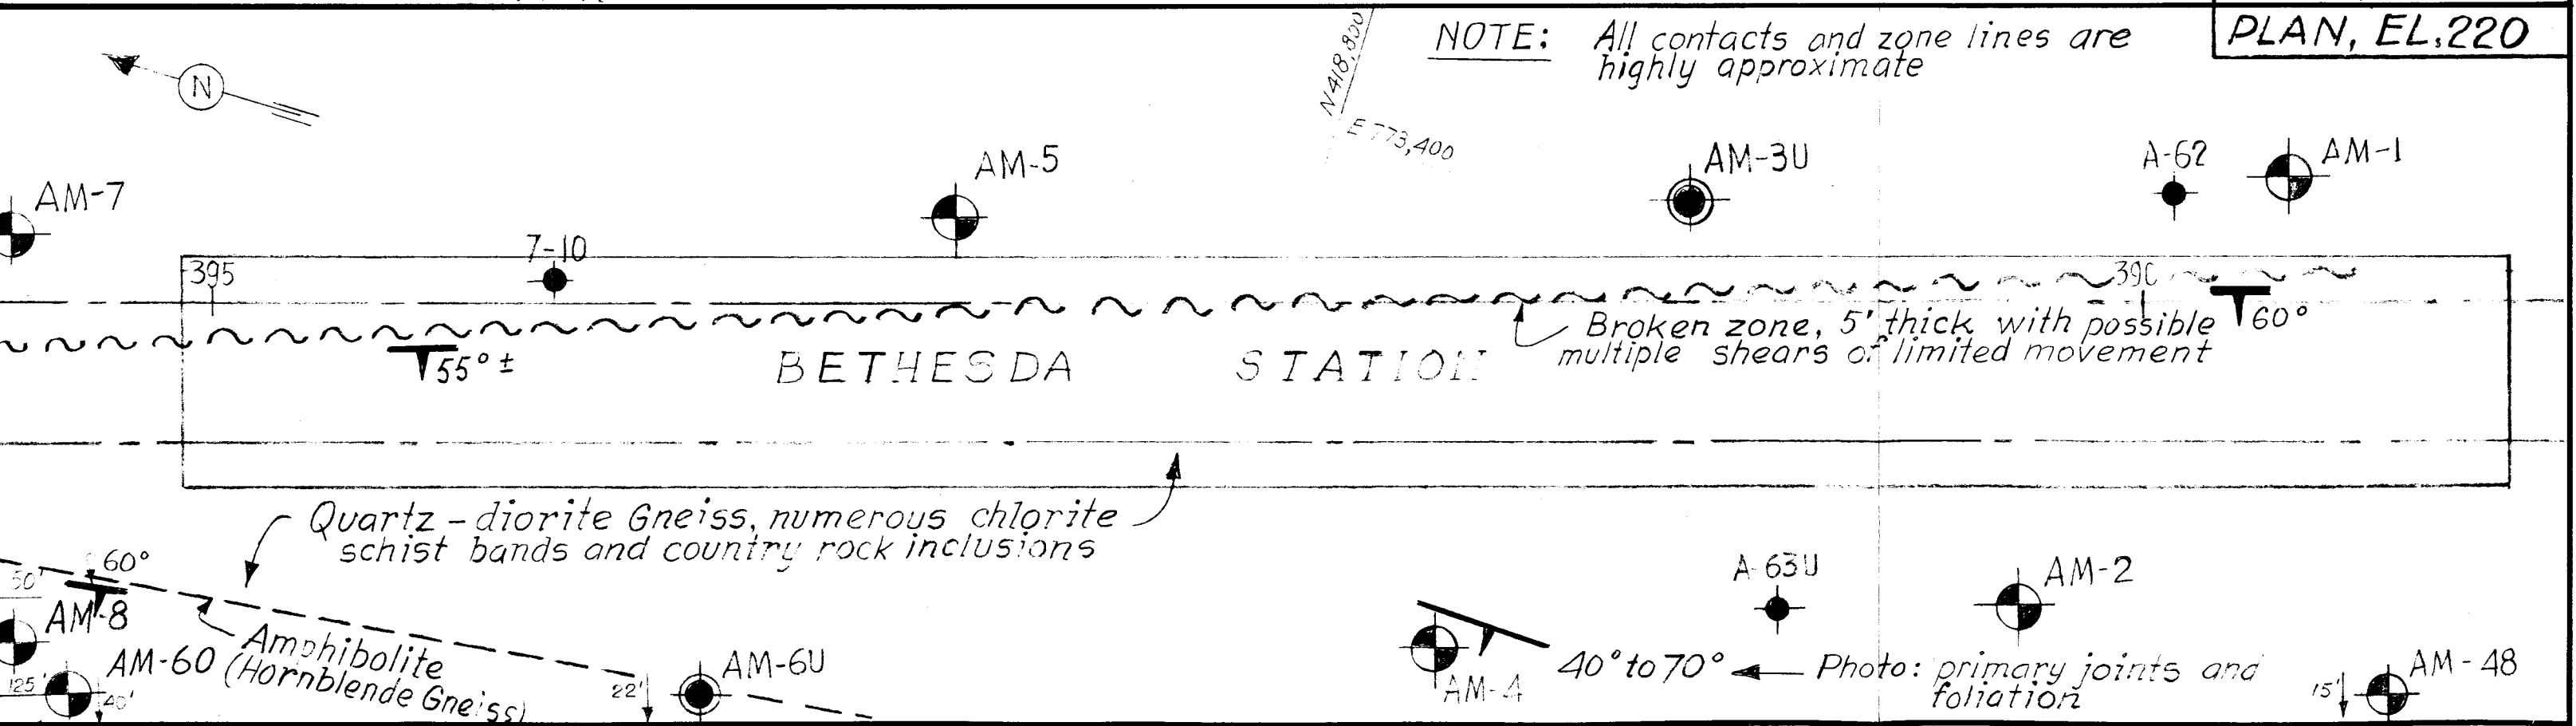 NOTE: All contacts and zone lines are
highly approximate
PLAN, EL.220
N
N418,800
E 773,400
AM-7
AM-5
AM-3U
A-62
AM-1
7-10
395
390
Broken zone, 5' thick with possible
multiple shears of limited movement
60°
55° ±
BETHESDA STATION
Quartz-diorite Gneiss, numerous chlorite
schist bands and country rock inclusions
60°
50'
AM-8
Amphibolite
(Hornblende Gneiss)
AM-60
125'
40'
22'
AM-6U
AM-4
40° to 70°
Photo: primary joints and
foliation
A-63U
AM-2
15'
AM-48